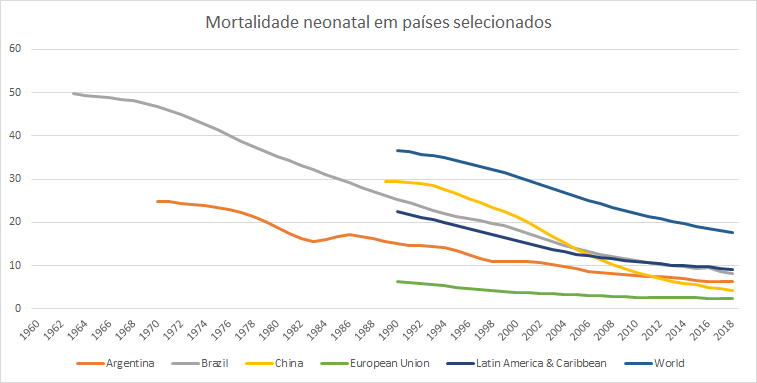 Mortalidade neonatal em países selecionados
60
50
40
30
20
10
0
1960 1962 1964 1966 1968 1970 1972 1974 1976 1978 1980 1982 1984 1986 1988 1990 1992 1994 1996 1998 2000 2002 2004 2006 2008 2010 2012 2014 2016 2018
Argentina Brazil China European Union Latin America & Caribbean World